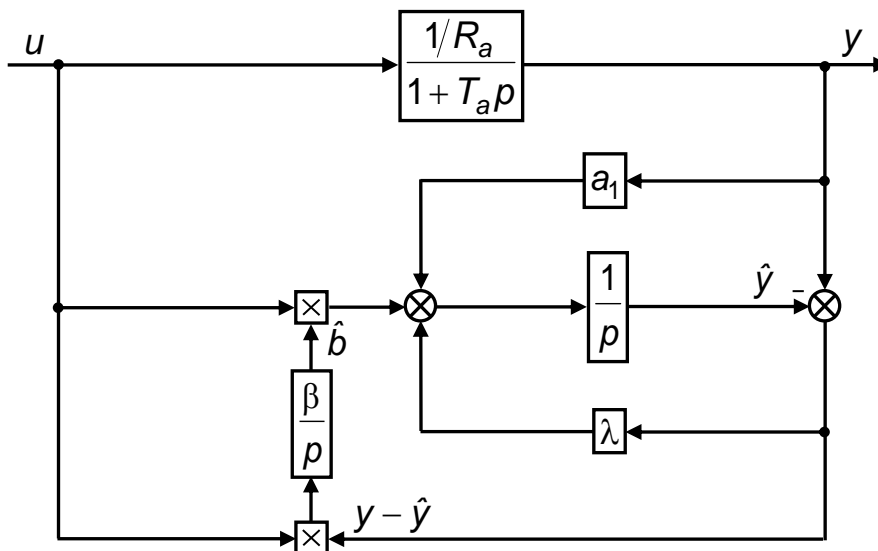 u
1/R_a
y
1 + T_a p
a_1
1
ŷ
-
p
×
b̂
β
p
λ
y − ŷ
×